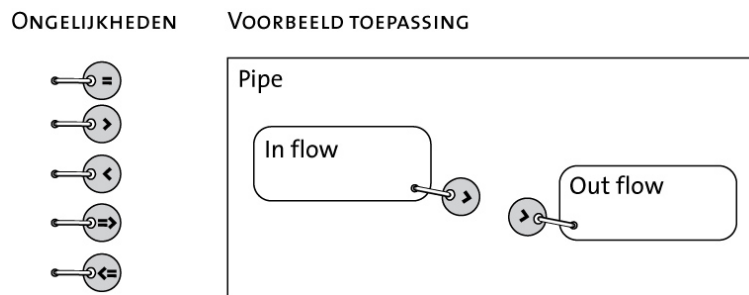 ONGELIJKHEDEN
VOORBEELD TOEPASSING
=
>
<
=>
<=
Pipe
In flow
>
>
Out flow